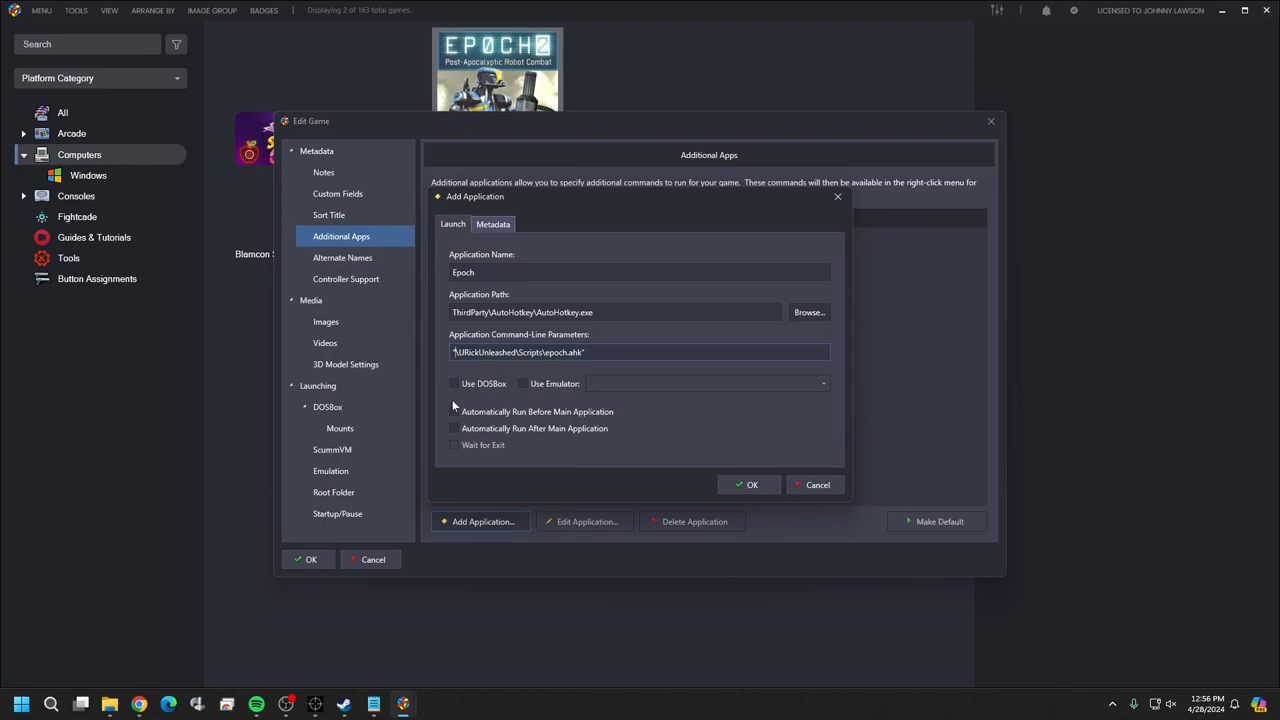 MENU TOOLS VIEW ARRANGE BY IMAGE GROUP BADGES Displaying 2 of 163 total games. LICENSED TO JOHNNY LAWSON
Search
Platform Category
All
Arcade
Computers
Windows
Consoles
Fightcade
Guides & Tutorials
Tools
Button Assignments
EPOCH2
Post-Apocalyptic Robot Combat
Blamcon S
Edit Game
Metadata
Notes
Custom Fields
Sort Title
Additional Apps
Alternate Names
Controller Support
Media
Images
Videos
3D Model Settings
Launching
DOSBox
Mounts
ScummVM
Emulation
Root Folder
Startup/Pause
Additional Apps
Additional applications allow you to specify additional commands to run for your game. These commands will then be available in the right-click menu for
Add Application
Launch Metadata
Application Name:
Epoch
Application Path:
ThirdParty\AutoHotkey\AutoHotkey.exe Browse...
Application Command-Line Parameters:
"\URickUnleashed\Scripts\epoch.ahk"
Use DOSBox Use Emulator:
Automatically Run Before Main Application
Automatically Run After Main Application
Wait for Exit
OK Cancel
Add Application... Edit Application... Delete Application Make Default
OK Cancel
12:56 PM
4/28/2024